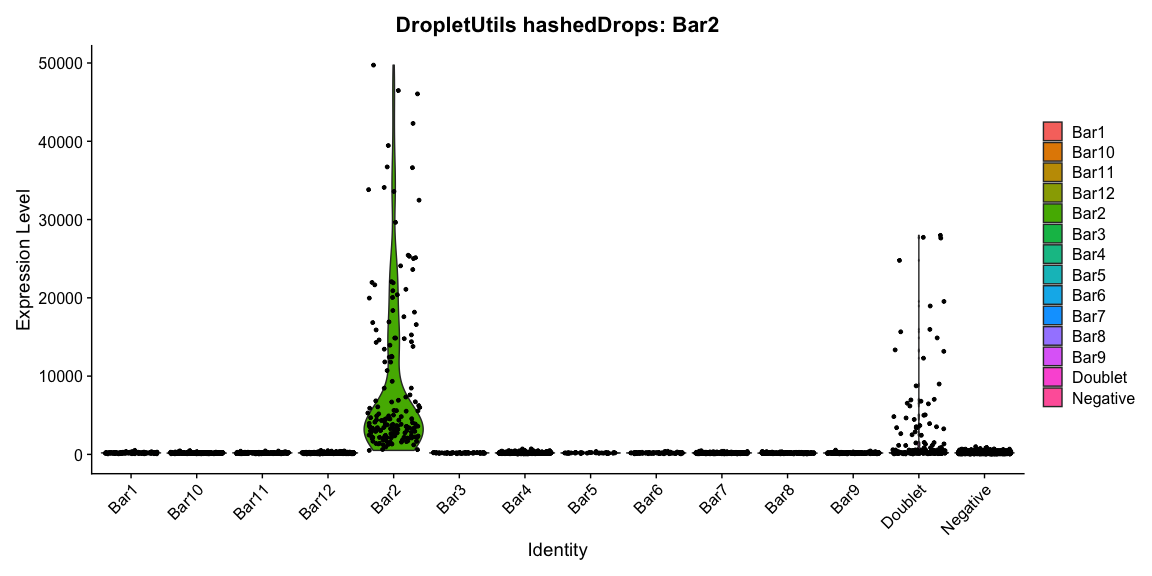 DropletUtils hashedDrops: Bar2
Expression Level
50000
40000
30000
20000
10000
0
Bar1
Bar10
Bar11
Bar12
Bar2
Bar3
Bar4
Bar5
Bar6
Bar7
Bar8
Bar9
Doublet
Negative
Identity
Bar1
Bar10
Bar11
Bar12
Bar2
Bar3
Bar4
Bar5
Bar6
Bar7
Bar8
Bar9
Doublet
Negative